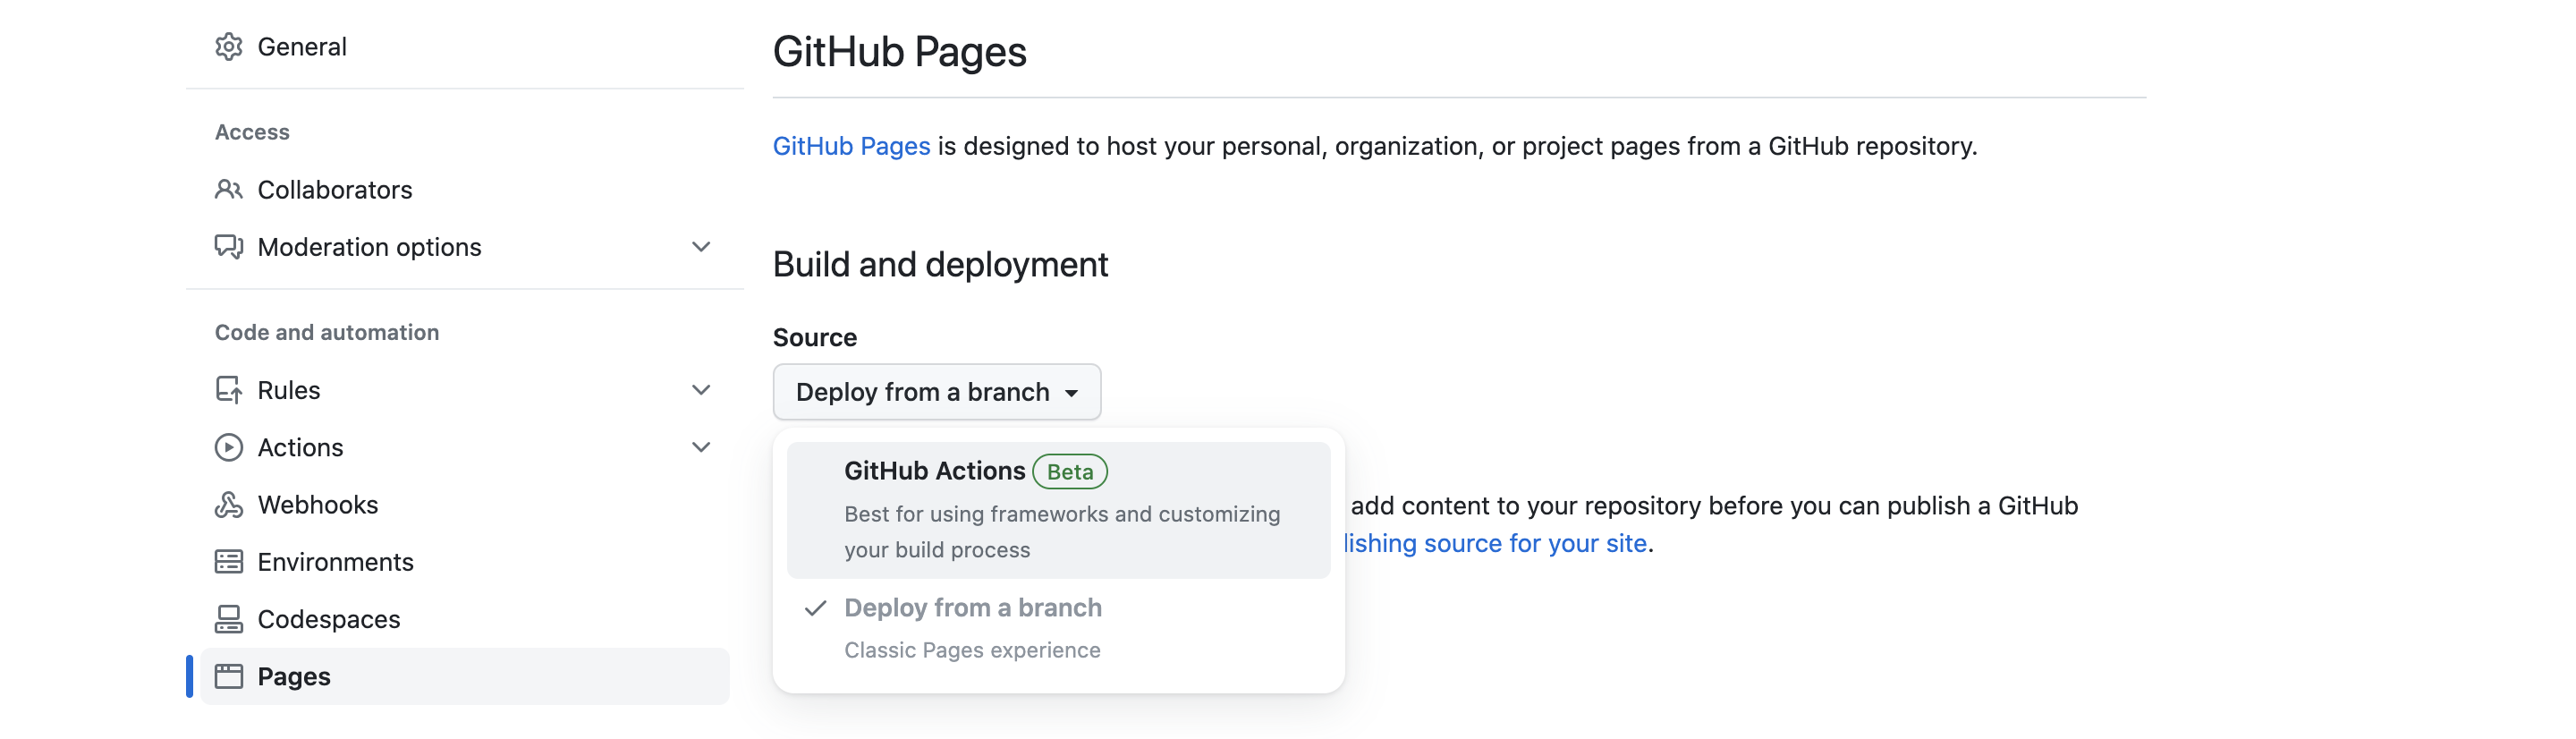 General
Access
Collaborators
Moderation options
Code and automation
Rules
Actions
Webhooks
Environments
Codespaces
Pages
GitHub Pages
GitHub Pages is designed to host your personal, organization, or project pages from a GitHub repository.
Build and deployment
Source
Deploy from a branch
GitHub Actions Beta
Best for using frameworks and customizing
your build process
Deploy from a branch
Classic Pages experience
add content to your repository before you can publish a GitHub
lishing source for your site.